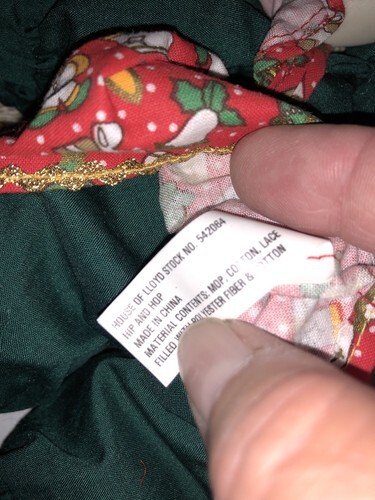 HOUSE OF LLOYD STOCK NO. 542064
HIP AND HOP
MADE IN CHINA
MATERIAL CONTENTS: MOP, COTTON, LACE
FILLED WITH POLYESTER FIBER & COTTON